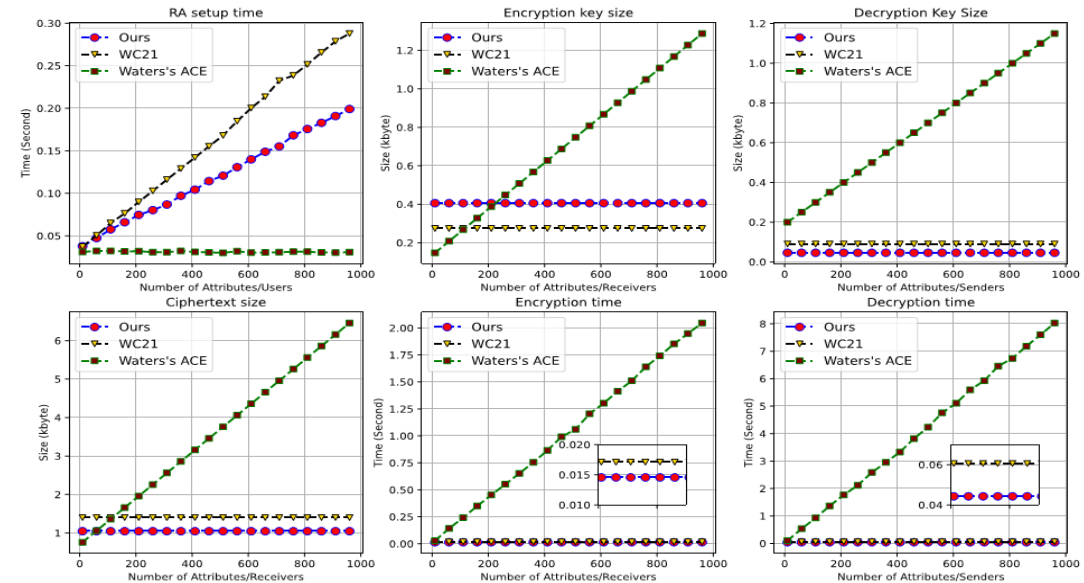 RA setup time
0.30
0.25
0.20
0.15
0.10
0.05
Time (Second)
Ours
WC21
Waters's ACE
0 200 400 600 800 1000
Number of Attributes/Users
Encryption key size
1.2
1.0
0.8
0.6
0.4
0.2
Size (kbyte)
Ours
WC21
Waters's ACE
0 200 400 600 800 1000
Number of Attributes/Receivers
Decryption Key Size
1.2
1.0
0.8
0.6
0.4
0.2
0.0
Size (kbyte)
Ours
WC21
Waters's ACE
0 200 400 600 800 1000
Number of Attributes/Senders
Ciphertext size
6
5
4
3
2
1
Size (kbyte)
Ours
WC21
Waters's ACE
0 200 400 600 800 1000
Number of Attributes/Receivers
Encryption time
2.00
1.75
1.50
1.25
1.00
0.75
0.50
0.25
0.00
Time (Second)
Ours
WC21
Waters's ACE
0.020
0.015
0.010
0 200 400 600 800 1000
Number of Attributes/Receivers
Decryption time
8
7
6
5
4
3
2
1
0
Time (Second)
Ours
WC21
Waters's ACE
0.06
0.04
0 200 400 600 800 1000
Number of Attributes/Senders